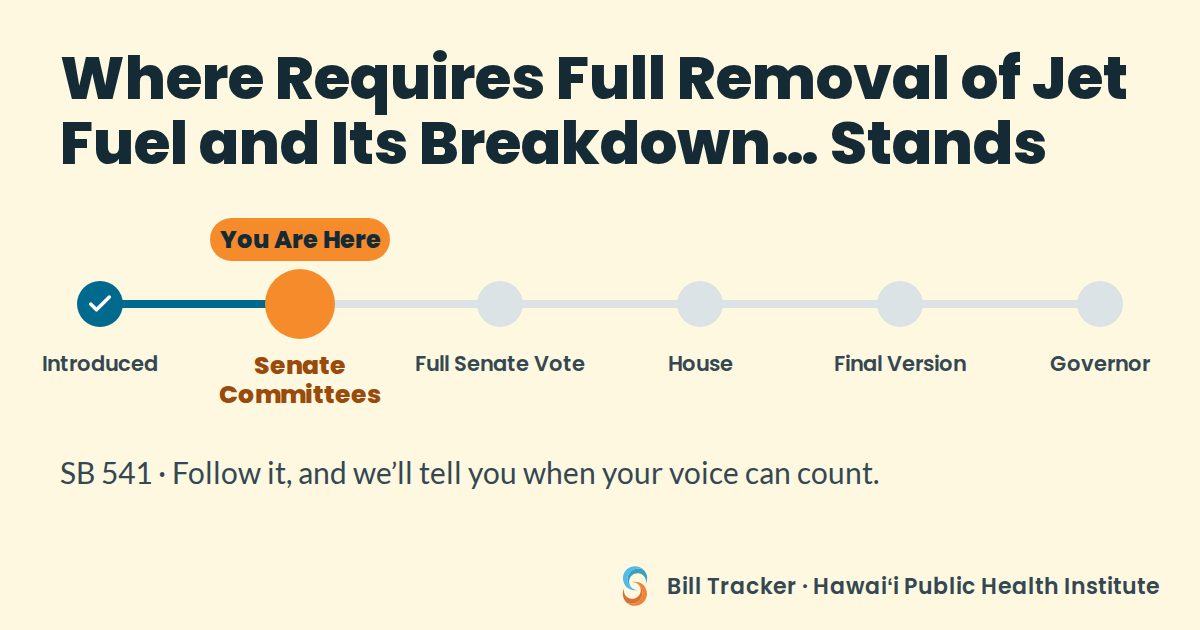 Where Requires Full Removal of Jet
Fuel and Its Breakdown... Stands
You Are Here
Introduced
Senate
Committees
Full Senate Vote
House
Final Version
Governor
SB 541 · Follow it, and we’ll tell you when your voice can count.
Bill Tracker · Hawaiʻi Public Health Institute